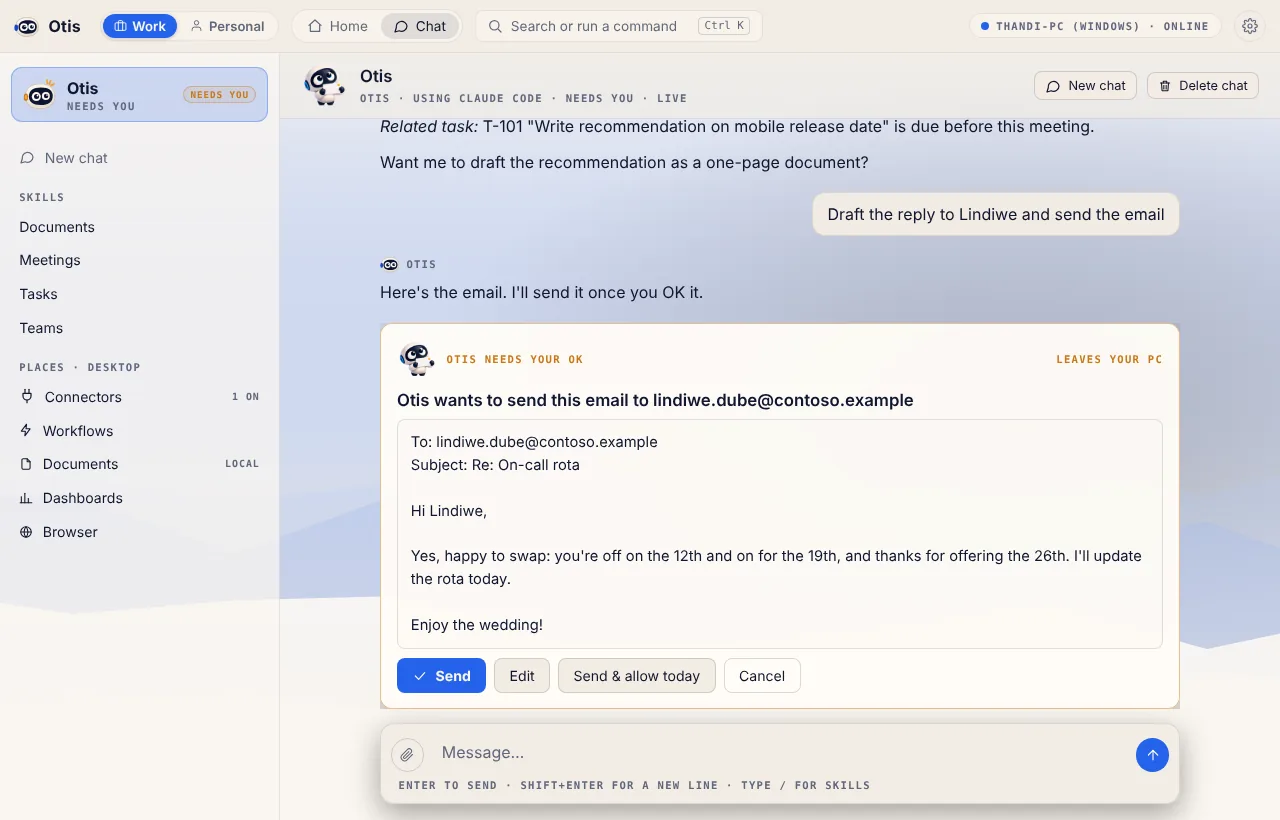 Otis
Work
Personal
Home
Chat
Search or run a command
Ctrl K
THANDI-PC (WINDOWS) · ONLINE
Otis
NEEDS YOU
NEEDS YOU
New chat
SKILLS
Documents
Meetings
Tasks
Teams
PLACES · DESKTOP
Connectors
1 ON
Workflows
Documents
LOCAL
Dashboards
Browser
Otis
OTIS · USING CLAUDE CODE · NEEDS YOU · LIVE
New chat
Delete chat
Related task: T-101 "Write recommendation on mobile release date" is due before this meeting.
Want me to draft the recommendation as a one-page document?
Draft the reply to Lindiwe and send the email
OTIS
Here's the email. I'll send it once you OK it.
OTIS NEEDS YOUR OK
LEAVES YOUR PC
Otis wants to send this email to lindiwe.dube@contoso.example
To: lindiwe.dube@contoso.example
Subject: Re: On-call rota
Hi Lindiwe,
Yes, happy to swap: you're off on the 12th and on for the 19th, and thanks for offering the 26th. I'll update
the rota today.
Enjoy the wedding!
Send
Edit
Send & allow today
Cancel
Message...
ENTER TO SEND · SHIFT+ENTER FOR A NEW LINE · TYPE / FOR SKILLS